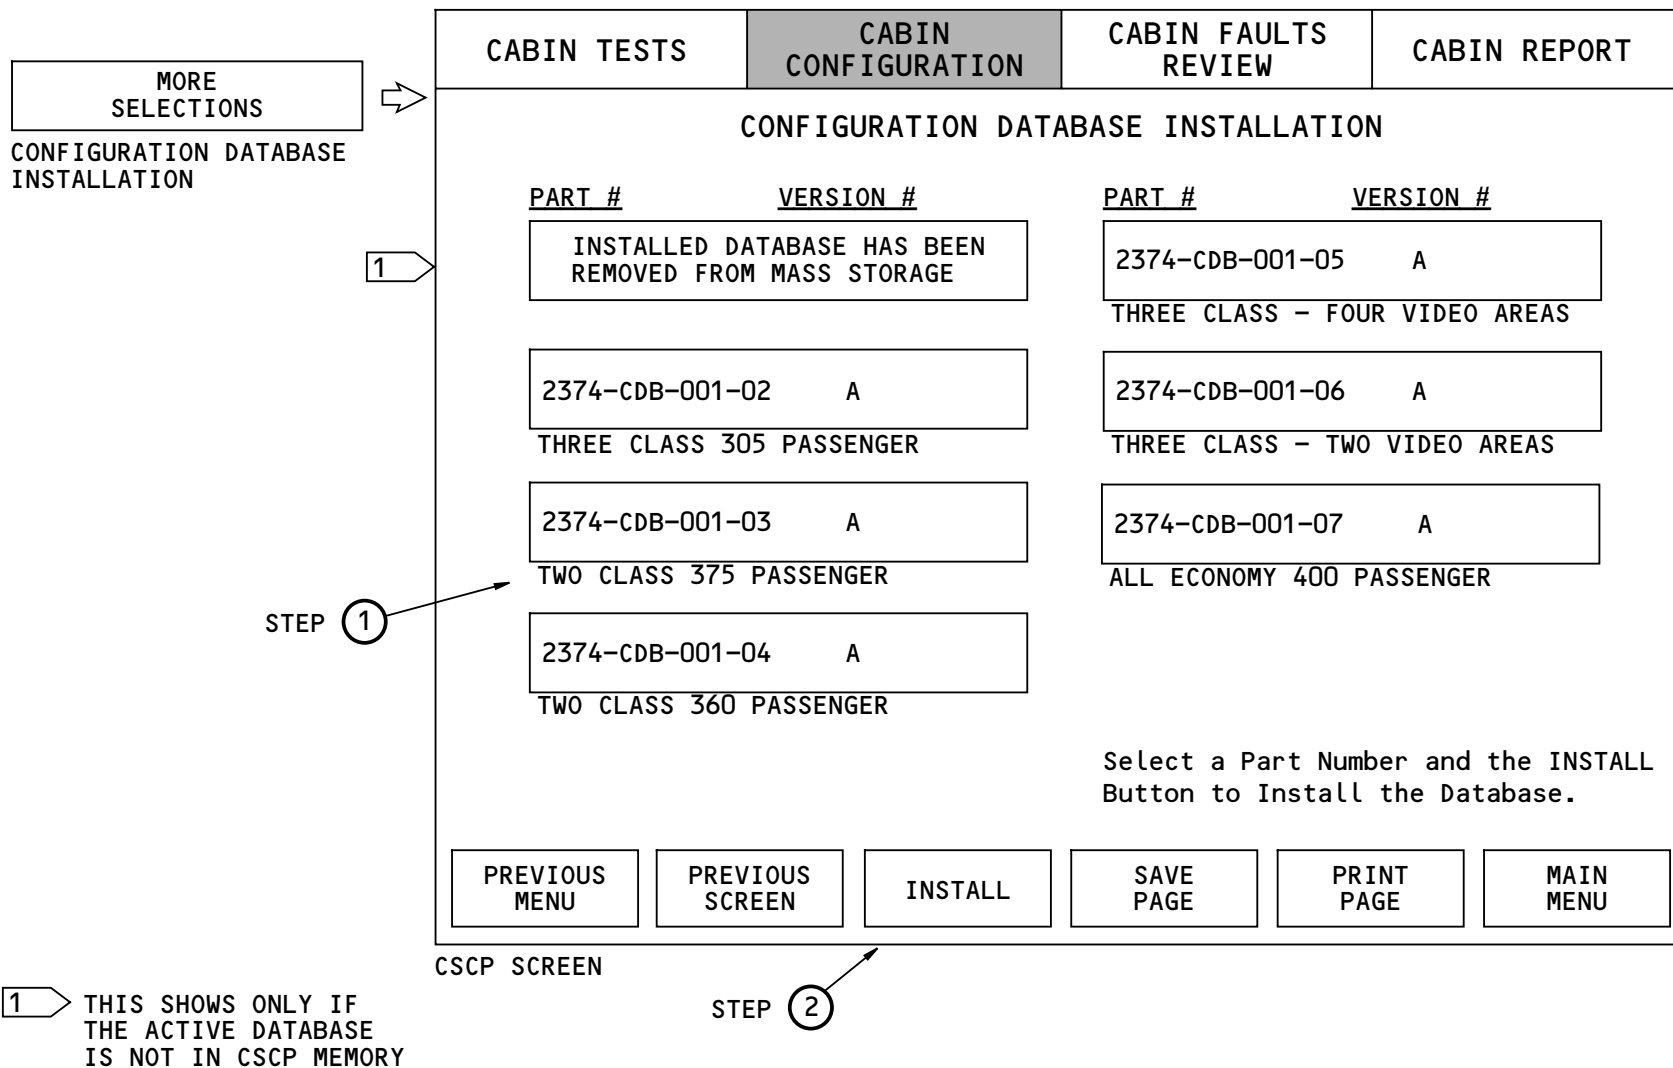 CABIN TESTS
CABIN
CONFIGURATION
CABIN FAULTS
REVIEW
CABIN REPORT
MORE
SELECTIONS
CONFIGURATION DATABASE
INSTALLATION
CONFIGURATION DATABASE INSTALLATION
PART # VERSION #
1
INSTALLED DATABASE HAS BEEN
REMOVED FROM MASS STORAGE
2374-CDB-001-02 A
THREE CLASS 305 PASSENGER
2374-CDB-001-03 A
TWO CLASS 375 PASSENGER
STEP 1
2374-CDB-001-04 A
TWO CLASS 360 PASSENGER
PART # VERSION #
2374-CDB-001-05 A
THREE CLASS - FOUR VIDEO AREAS
2374-CDB-001-06 A
THREE CLASS - TWO VIDEO AREAS
2374-CDB-001-07 A
ALL ECONOMY 400 PASSENGER
Select a Part Number and the INSTALL
Button to Install the Database.
PREVIOUS
MENU
PREVIOUS
SCREEN
INSTALL
SAVE
PAGE
PRINT
PAGE
MAIN
MENU
CSCP SCREEN
STEP 2
1 THIS SHOWS ONLY IF
THE ACTIVE DATABASE
IS NOT IN CSCP MEMORY